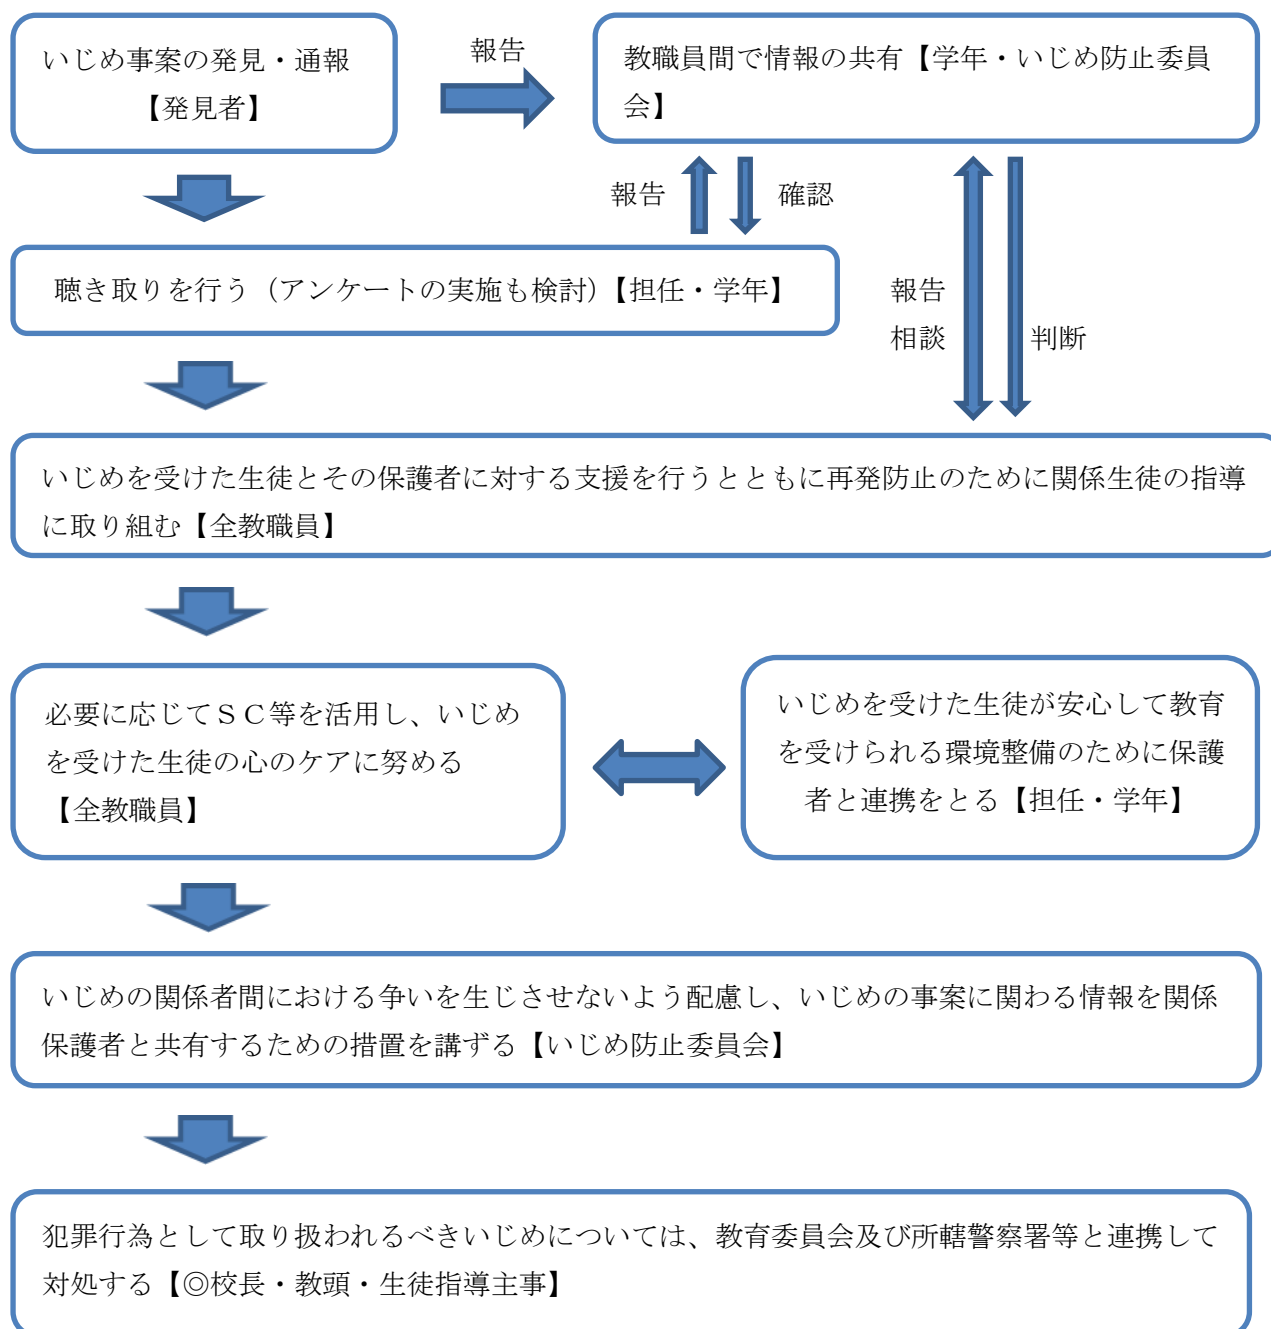 いじめ事案の発見・通報
【発見者】
報告
教職員間で情報の共有【学年・いじめ防止委員
会】
報告
確認
聴き取りを行う（アンケートの実施も検討）【担任・学年】
報告
相談
判断
いじめを受けた生徒とその保護者に対する支援を行うとともに再発防止のために関係生徒の指導
に取り組む【全教職員】
必要に応じてＳＣ等を活用し、いじめ
を受けた生徒の心のケアに努める
【全教職員】
いじめを受けた生徒が安心して教育
を受けられる環境整備のために保護
者と連携をとる【担任・学年】
いじめの関係者間における争いを生じさせないよう配慮し、いじめの事案に関わる情報を関係
保護者と共有するための措置を講ずる【いじめ防止委員会】
犯罪行為として取り扱われるべきいじめについては、教育委員会及び所轄警察署等と連携して
対処する【◎校長・教頭・生徒指導主事】